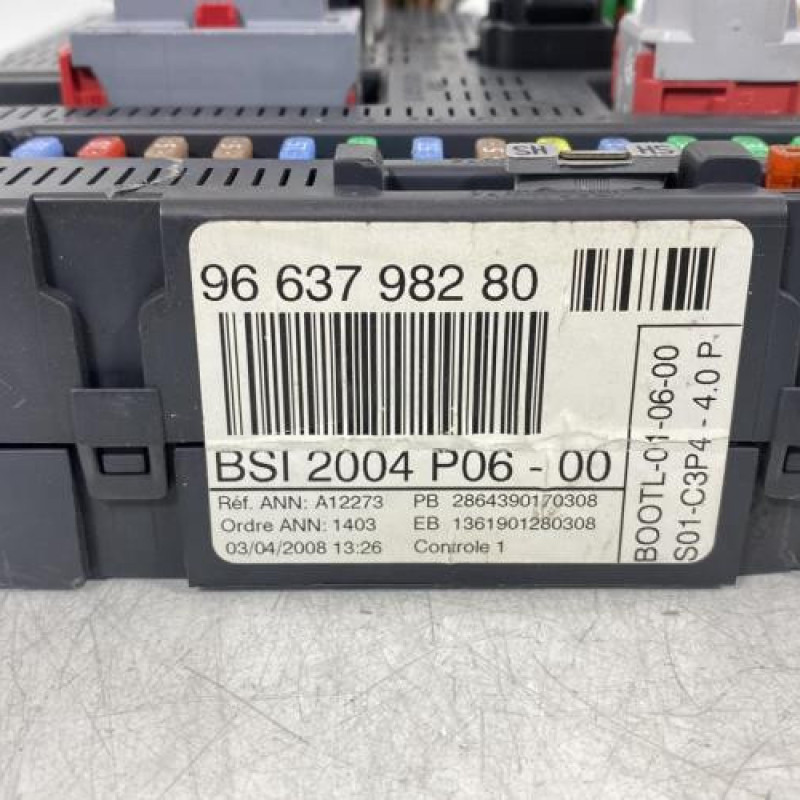 SH HS
96 637 982 80
BSI 2004 P06 - 00
Réf. ANN: A12273 PB 2864390170308
Ordre ANN: 1403 EB 1361901280308
03/04/2008 13:26 Controle 1
BOOTL-01-06-00
S01-C3P4 - 4.0 P.